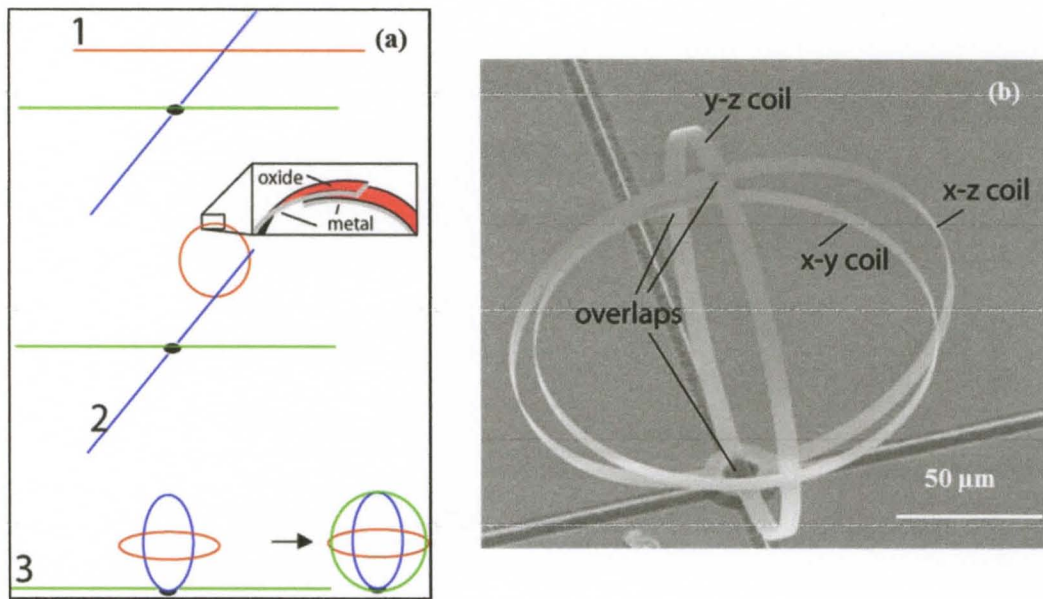 1
(a)
oxide
metal
2
3
(b)
y-z coil
x-z coil
x-y coil
overlaps
50 µm